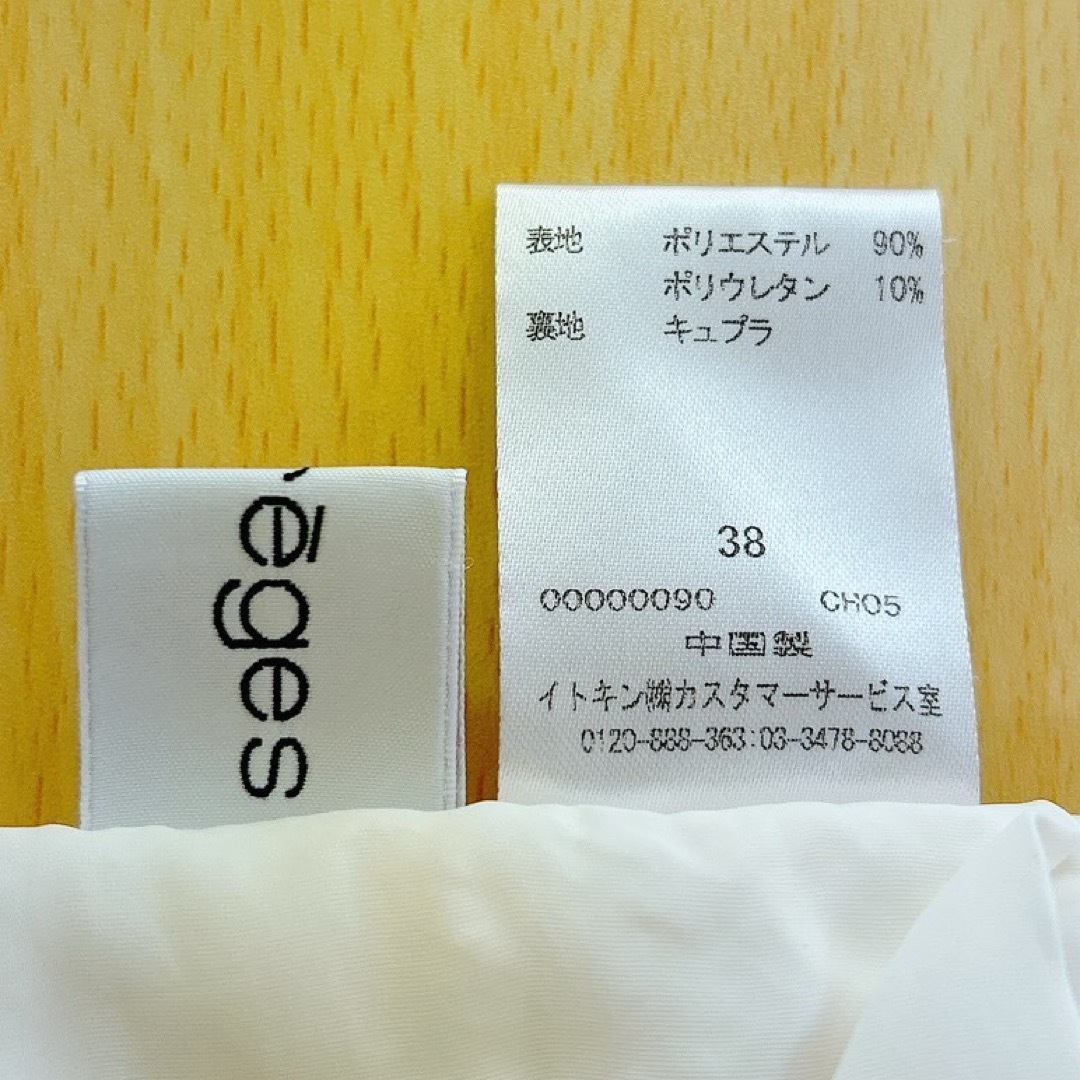 ēges
表地 ポリエステル 90%
ポリウレタン 10%
裏地 キュプラ
38
00000090 CH05
中国製
イトキン㈱カスタマーサービス室
0120-888-363:03-3478-8088